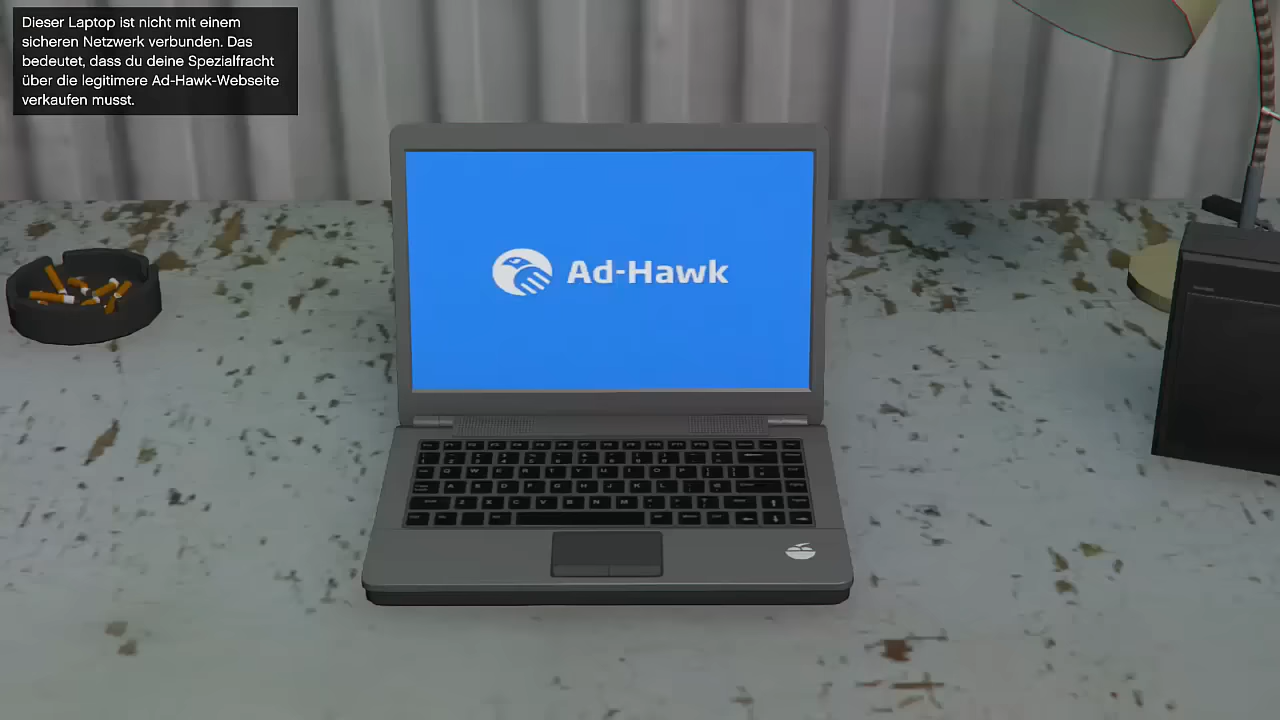 Dieser Laptop ist nicht mit einem
sicheren Netzwerk verbunden. Das
bedeutet, dass du deine Spezialfracht
über die legitimere Ad-Hawk-Webseite
verkaufen musst.
Ad-Hawk